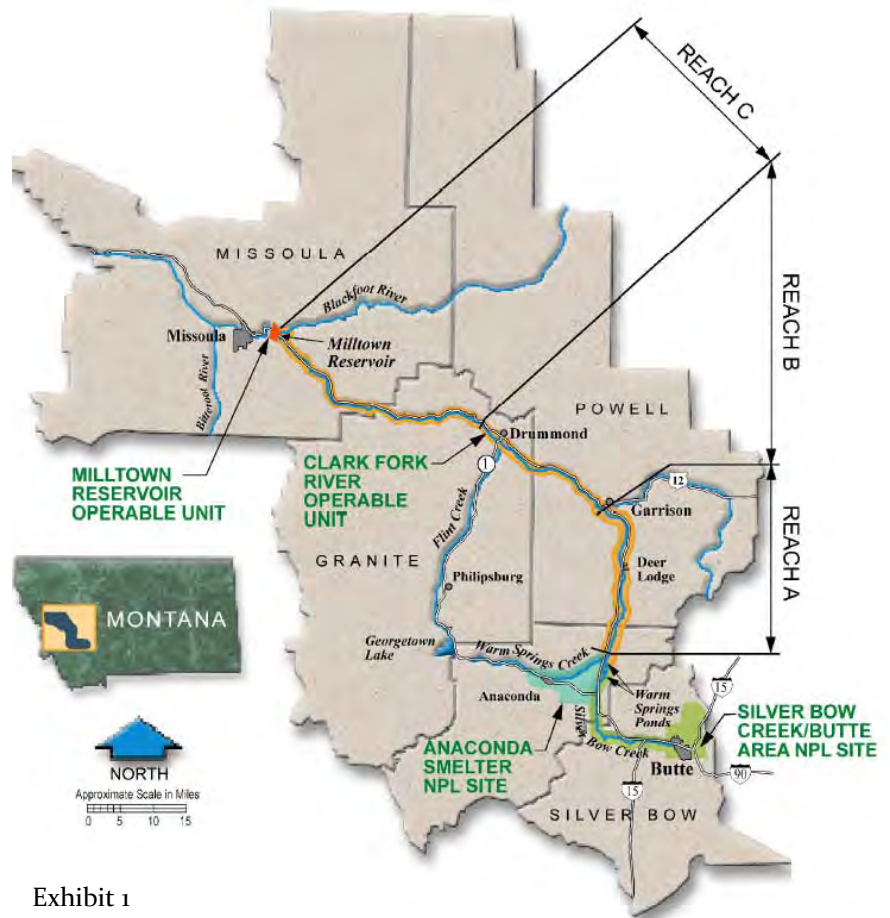 REACH C
REACH B
REACH A
MISSOULA
Blackfoot River
Missoula
Milltown
Reservoir
Bitteroot River
POWELL
Drummond
MILLTOWN
RESERVOIR
OPERABLE UNIT
CLARK FORK
RIVER
OPERABLE
UNIT
1
12
Garrison
Flint Creek
GRANITE
Deer
Lodge
Philipsburg
MONTANA
Georgetown
Lake
Warm Springs Creek
Anaconda
Warm
Springs
Ponds
15
Silver
Bow Creek
SILVER BOW
CREEK/BUTTE
AREA NPL SITE
ANACONDA
SMELTER
NPL SITE
Butte
90
15
NORTH
Approximate Scale in Miles
0 5 10 15
SILVER BOW
Exhibit 1